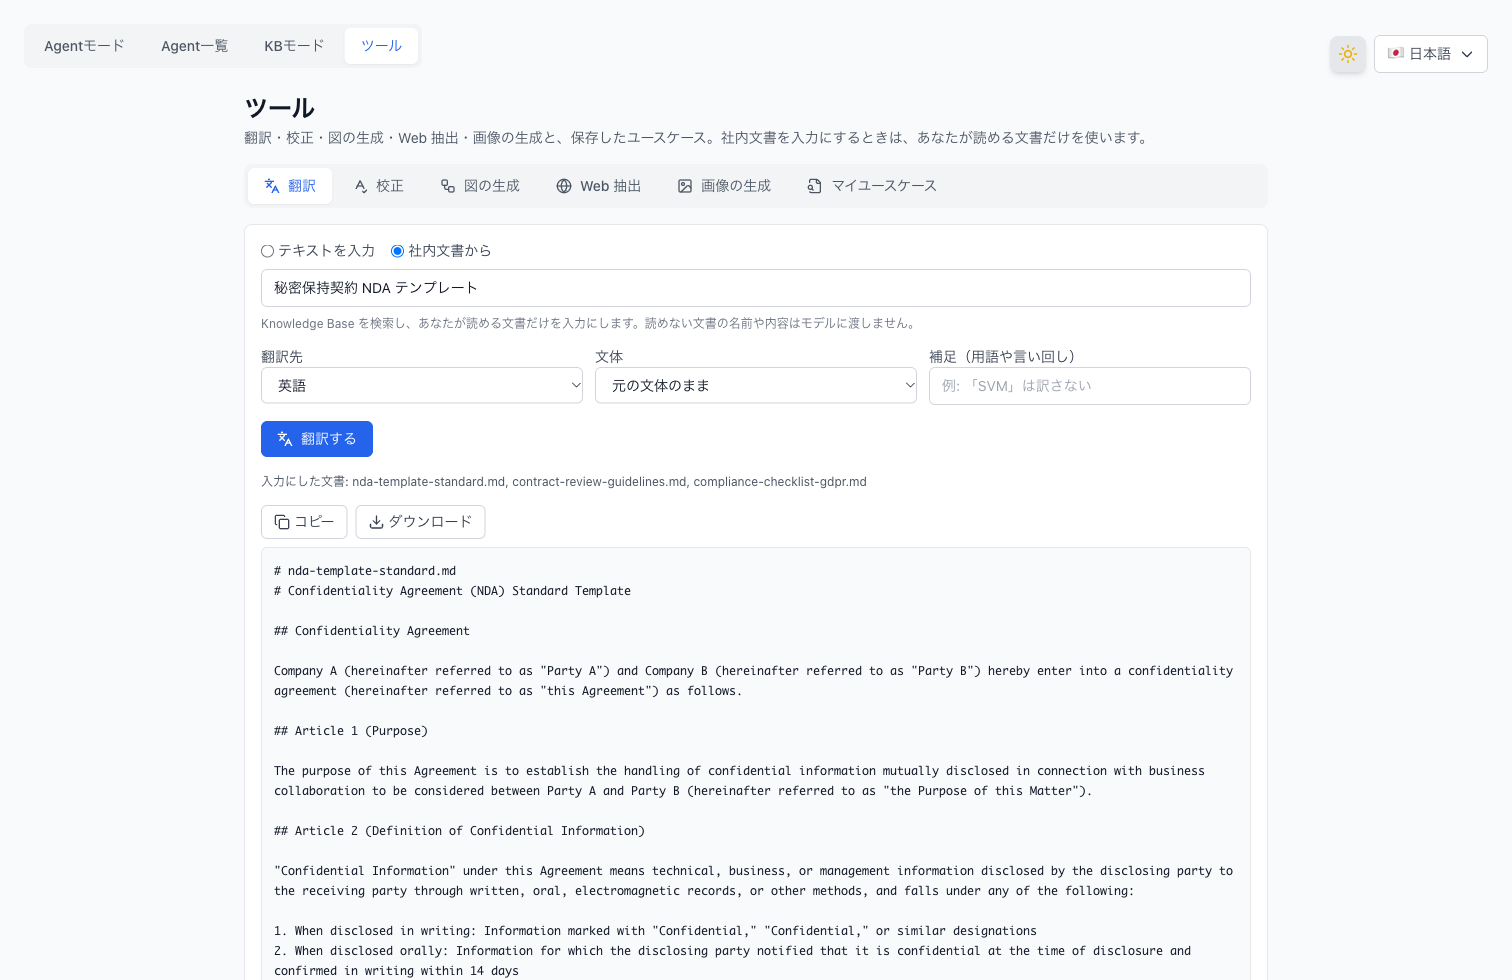 Agentモード
Agent一覧
KBモード
ツール
日本語
ツール
翻訳・校正・図の生成・Web 抽出・画像の生成と、保存したユースケース。社内文書を入力にするときは、あなたが読める文書だけを使います。
翻訳
校正
図の生成
Web 抽出
画像の生成
マイユースケース
テキストを入力
社内文書から
秘密保持契約 NDA テンプレート
Knowledge Base を検索し、あなたが読める文書だけを入力にします。読めない文書の名前や内容はモデルに渡しません。
翻訳先
文体
補足（用語や言い回し）
英語
元の文体のまま
例: 「SVM」は訳さない
翻訳する
入力にした文書: nda-template-standard.md, contract-review-guidelines.md, compliance-checklist-gdpr.md
コピー
ダウンロード
# nda-template-standard.md
# Confidentiality Agreement (NDA) Standard Template
## Confidentiality Agreement
Company A (hereinafter referred to as "Party A") and Company B (hereinafter referred to as "Party B") hereby enter into a confidentiality
agreement (hereinafter referred to as "this Agreement") as follows.
## Article 1 (Purpose)
The purpose of this Agreement is to establish the handling of confidential information mutually disclosed in connection with business
collaboration to be considered between Party A and Party B (hereinafter referred to as "the Purpose of this Matter").
## Article 2 (Definition of Confidential Information)
"Confidential Information" under this Agreement means technical, business, or management information disclosed by the disclosing party to
the receiving party through written, oral, electromagnetic records, or other methods, and falls under any of the following:
1. When disclosed in writing: Information marked with "Confidential," "Confidential," or similar designations
2. When disclosed orally: Information for which the disclosing party notified that it is confidential at the time of disclosure and
confirmed in writing within 14 days